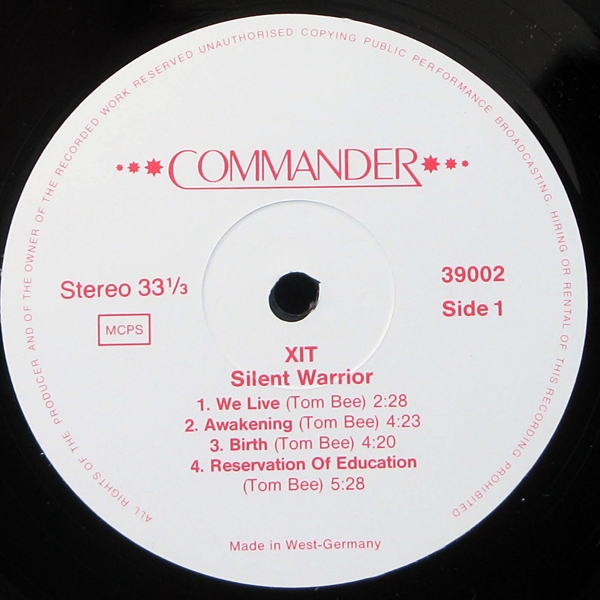 ALL RIGHTS OF THE PRODUCER AND OF THE OWNER OF THE RECORDED WORK RESERVED UNAUTHORISED COPYING PUBLIC PERFORMANCE BROADCASTING, HIRING OR RENTAL OF THIS RECORDING PROHIBITED
COMMANDER
Stereo 33 1/3
MCPS
39002
Side 1
XIT
Silent Warrior
1. We Live (Tom Bee) 2:28
2. Awakening (Tom Bee) 4:23
3. Birth (Tom Bee) 4:20
4. Reservation Of Education
(Tom Bee) 5:28
Made in West-Germany